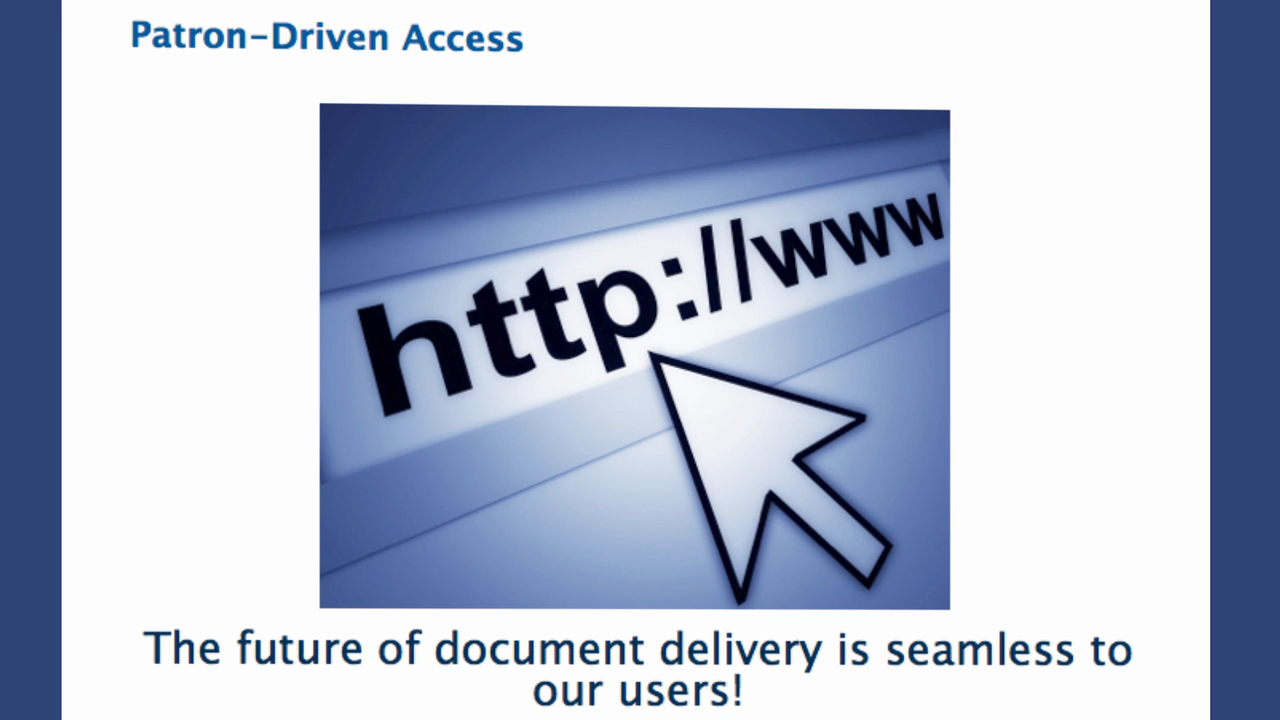 Patron-Driven Access
http://www
The future of document delivery is seamless to
our users!